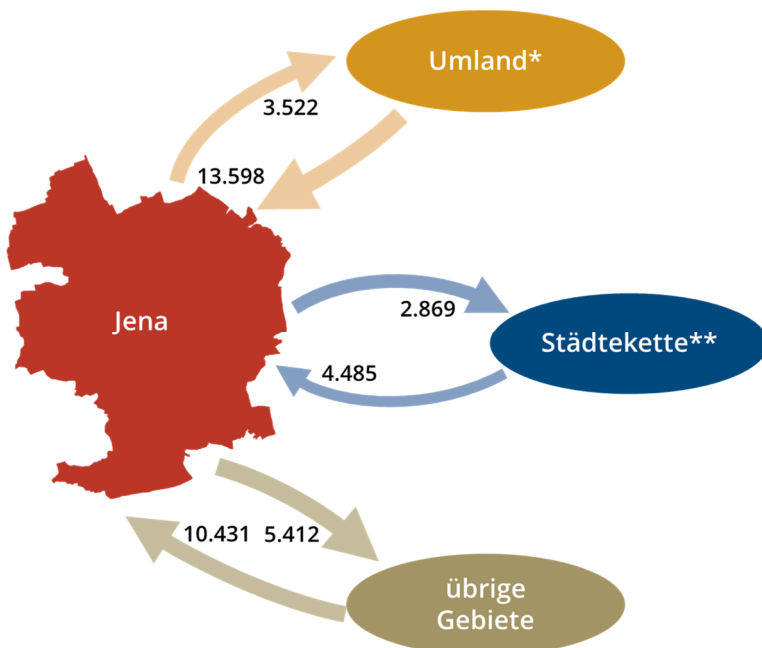 Umland*
3.522
13.598
Jena
2.869
Städtekette**
4.485
10.431 5.412
übrige
Gebiete